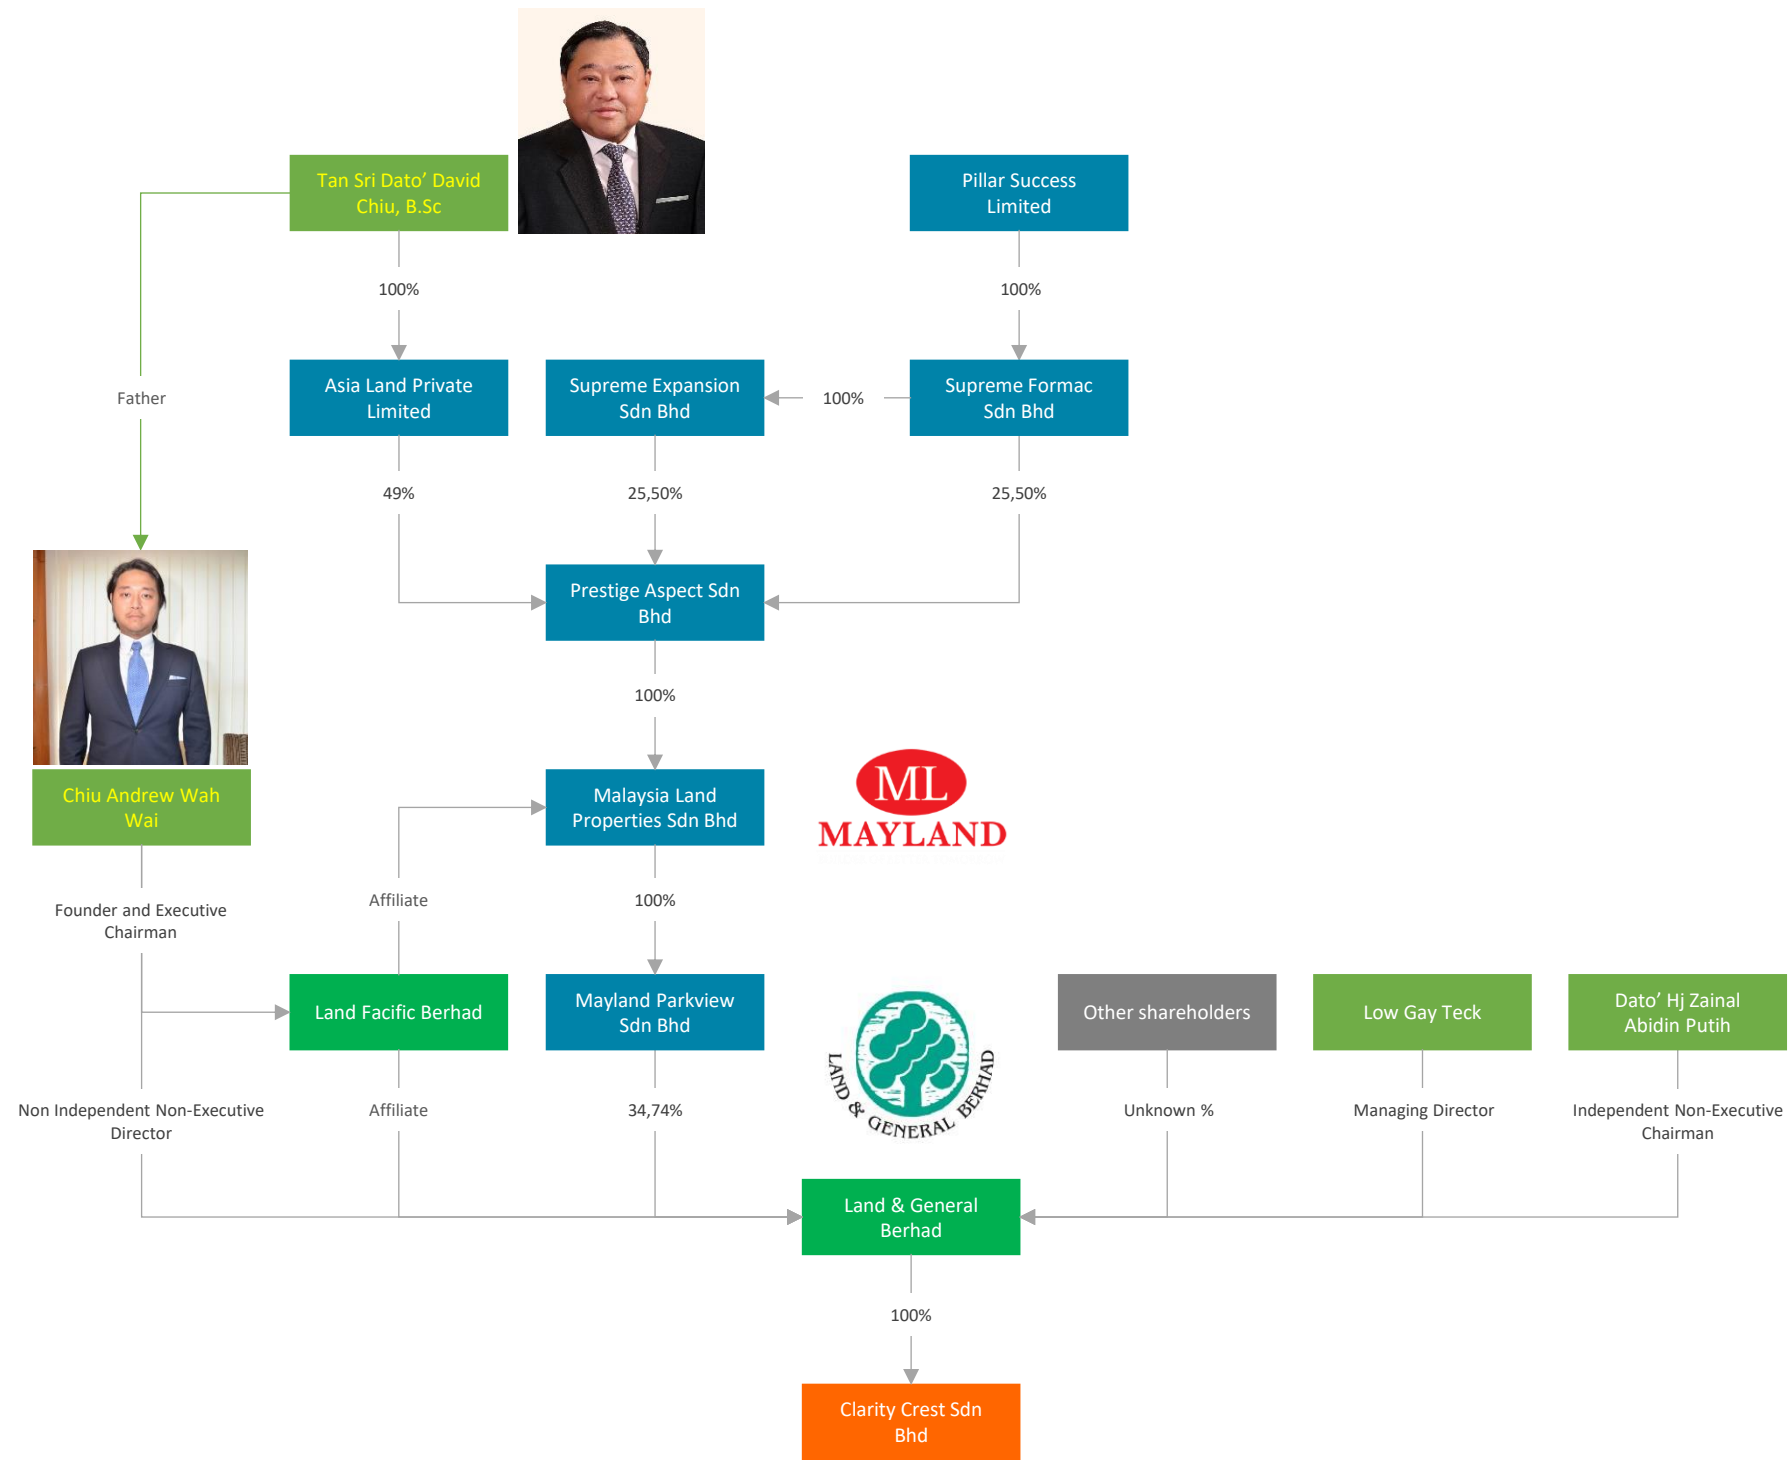 Tan Sri Dato’ David
Chiu, B.Sc
Pillar Success
Limited
100%
100%
Father
Asia Land Private
Limited
Supreme Expansion
Sdn Bhd
100%
Supreme Formac
Sdn Bhd
49%
25,50%
25,50%
Prestige Aspect Sdn
Bhd
100%
Chiu Andrew Wah
Wai
Malaysia Land
Properties Sdn Bhd
ML
MAYLAND
Founder and Executive
Chairman
Affiliate
100%
Land Facific Berhad
Mayland Parkview
Sdn Bhd
LAND & GENERAL BERHAD
Other shareholders
Low Gay Teck
Dato’ Hj Zainal
Abidin Putih
Non Independent Non-Executive
Director
Affiliate
34,74%
Unknown %
Managing Director
Independent Non-Executive
Chairman
Land & General
Berhad
100%
Clarity Crest Sdn
Bhd